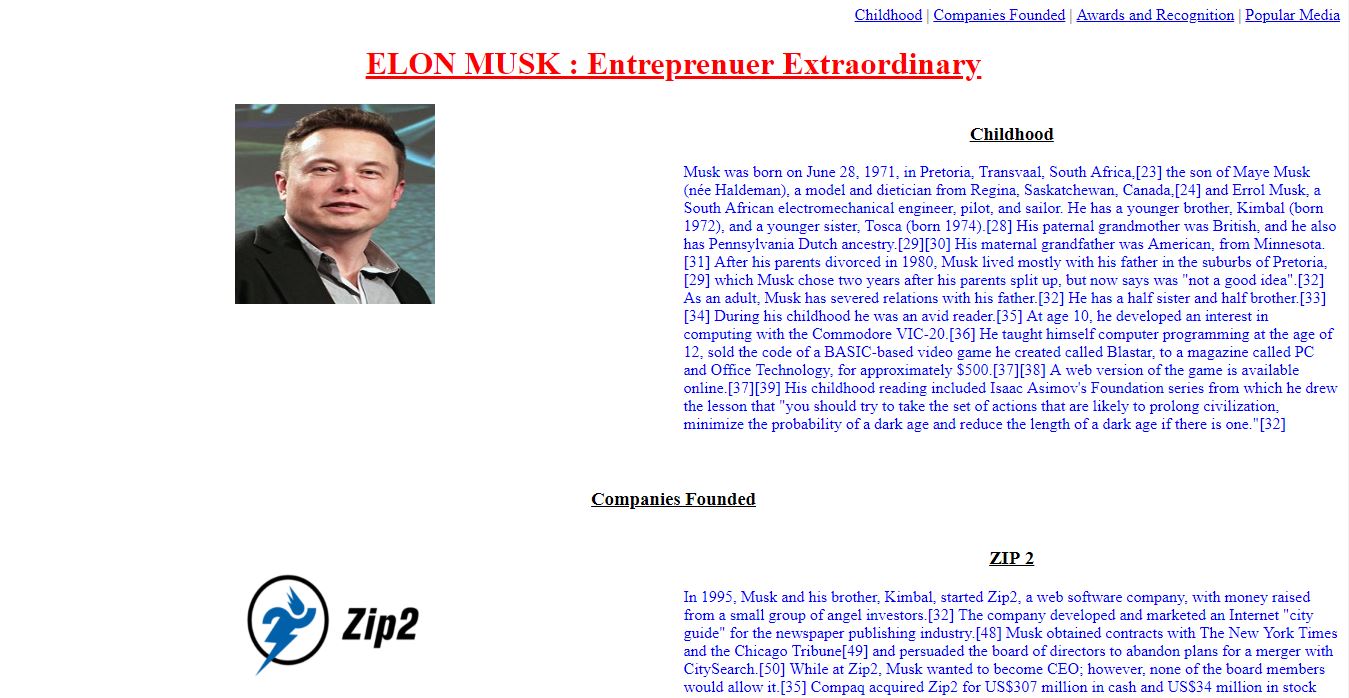 Childhood | Companies Founded | Awards and Recognition | Popular Media
ELON MUSK : Entreprenuer Extraordinary
Childhood
Musk was born on June 28, 1971, in Pretoria, Transvaal, South Africa,[23] the son of Maye Musk
(née Haldeman), a model and dietician from Regina, Saskatchewan, Canada,[24] and Errol Musk, a
South African electromechanical engineer, pilot, and sailor. He has a younger brother, Kimbal (born
1972), and a younger sister, Tosca (born 1974).[28] His paternal grandmother was British, and he also
has Pennsylvania Dutch ancestry.[29][30] His maternal grandfather was American, from Minnesota.
[31] After his parents divorced in 1980, Musk lived mostly with his father in the suburbs of Pretoria,
[29] which Musk chose two years after his parents split up, but now says was "not a good idea".[32]
As an adult, Musk has severed relations with his father.[32] He has a half sister and half brother.[33]
[34] During his childhood he was an avid reader.[35] At age 10, he developed an interest in
computing with the Commodore VIC-20.[36] He taught himself computer programming at the age of
12, sold the code of a BASIC-based video game he created called Blastar, to a magazine called PC
and Office Technology, for approximately $500.[37][38] A web version of the game is available
online.[37][39] His childhood reading included Isaac Asimov's Foundation series from which he drew
the lesson that "you should try to take the set of actions that are likely to prolong civilization,
minimize the probability of a dark age and reduce the length of a dark age if there is one."[32]
Companies Founded
ZIP 2
Zip2
In 1995, Musk and his brother, Kimbal, started Zip2, a web software company, with money raised
from a small group of angel investors.[32] The company developed and marketed an Internet "city
guide" for the newspaper publishing industry.[48] Musk obtained contracts with The New York Times
and the Chicago Tribune[49] and persuaded the board of directors to abandon plans for a merger with
CitySearch.[50] While at Zip2, Musk wanted to become CEO; however, none of the board members
would allow it.[35] Compaq acquired Zip2 for US$307 million in cash and US$34 million in stock